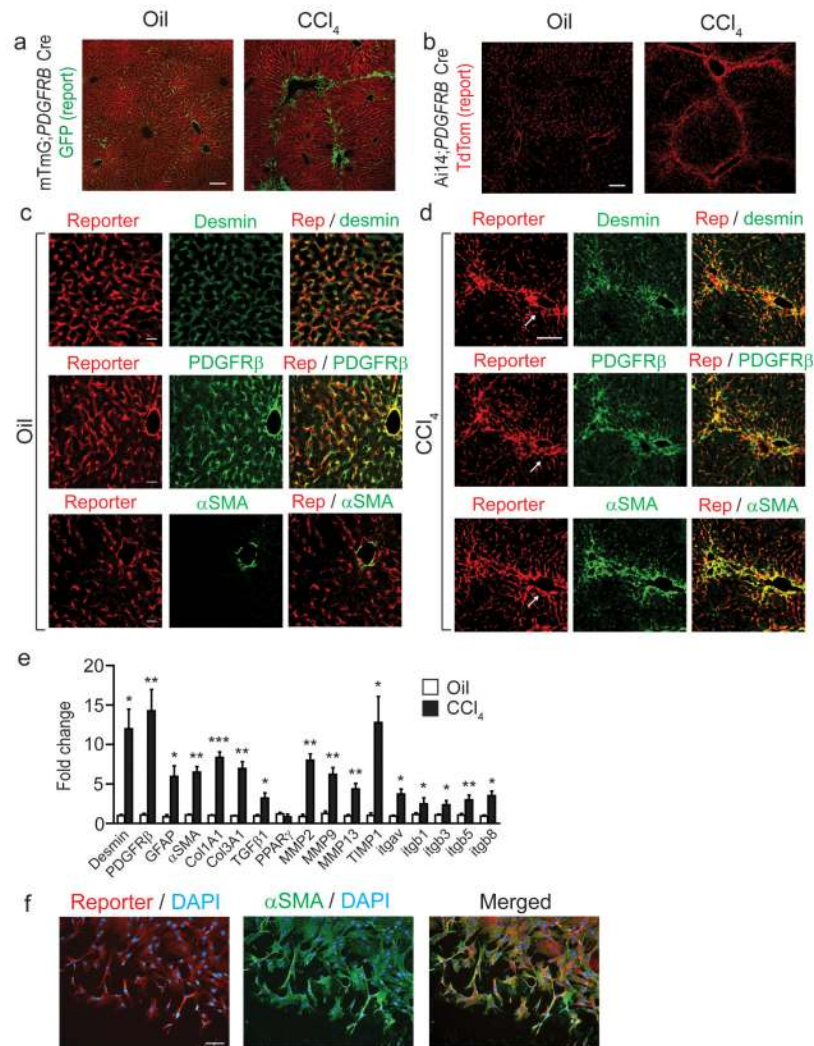 Oil CCl4
a
mTmG;PDGFRB Cre
GFP (report)
Oil CCl4
b
Ai14;PDGFRB Cre
TdTom (report)
c
Oil
Reporter Desmin Rep / desmin
Reporter PDGFRβ Rep / PDGFRβ
Reporter αSMA Rep / αSMA
d
CCl4
Reporter Desmin Rep / desmin
Reporter PDGFRβ Rep / PDGFRβ
Reporter αSMA Rep / αSMA
e
Fold change
20
15
10
5
0
Oil
CCl4
* ** * ** *** ** * ** ** ** * * * * ** *
Desmin PDGFRβ GFAP αSMA Col1A1 Col3A1 TGFβ1 PPARγ MMP2 MMP9 MMP13 TIMP1 itgav itgb1 itgb3 itgb5 itgb8
f
Reporter / DAPI αSMA / DAPI Merged